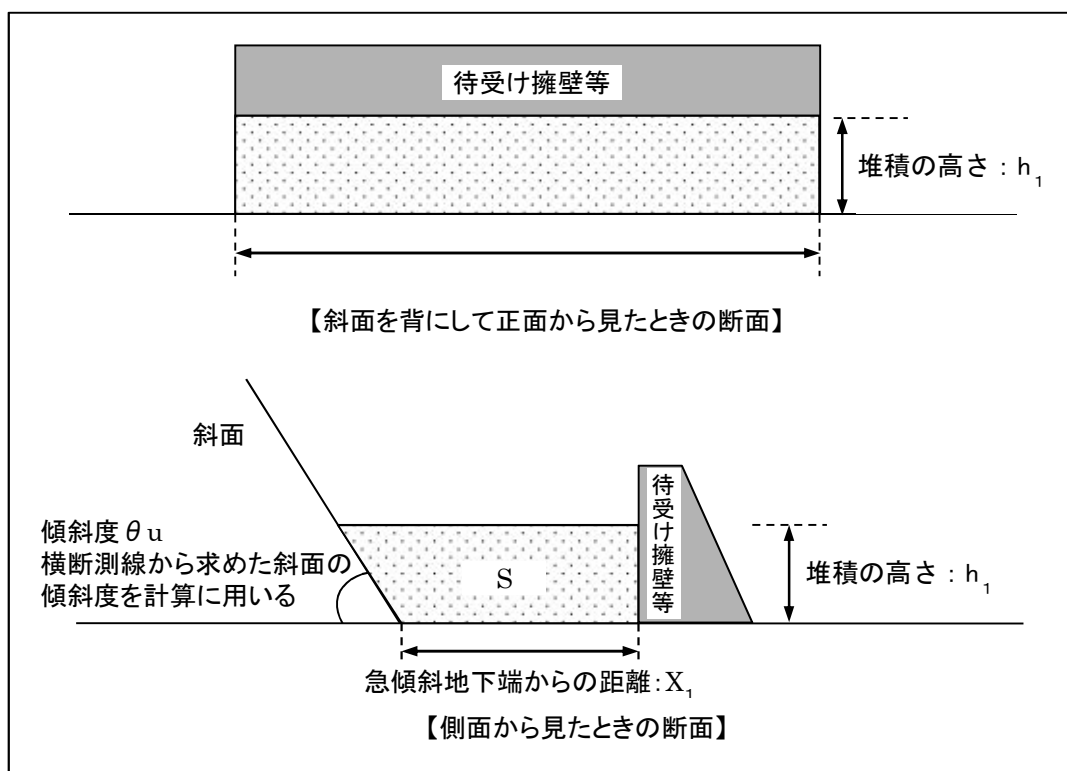 待受け擁壁等
堆積の高さ：h₁
【斜面を背にして正面から見たときの断面】
斜面
傾斜度θu
横断測線から求めた斜面の
傾斜度を計算に用いる
S
待受け擁壁等
堆積の高さ：h₁
急傾斜地下端からの距離：X₁
【側面から見たときの断面】